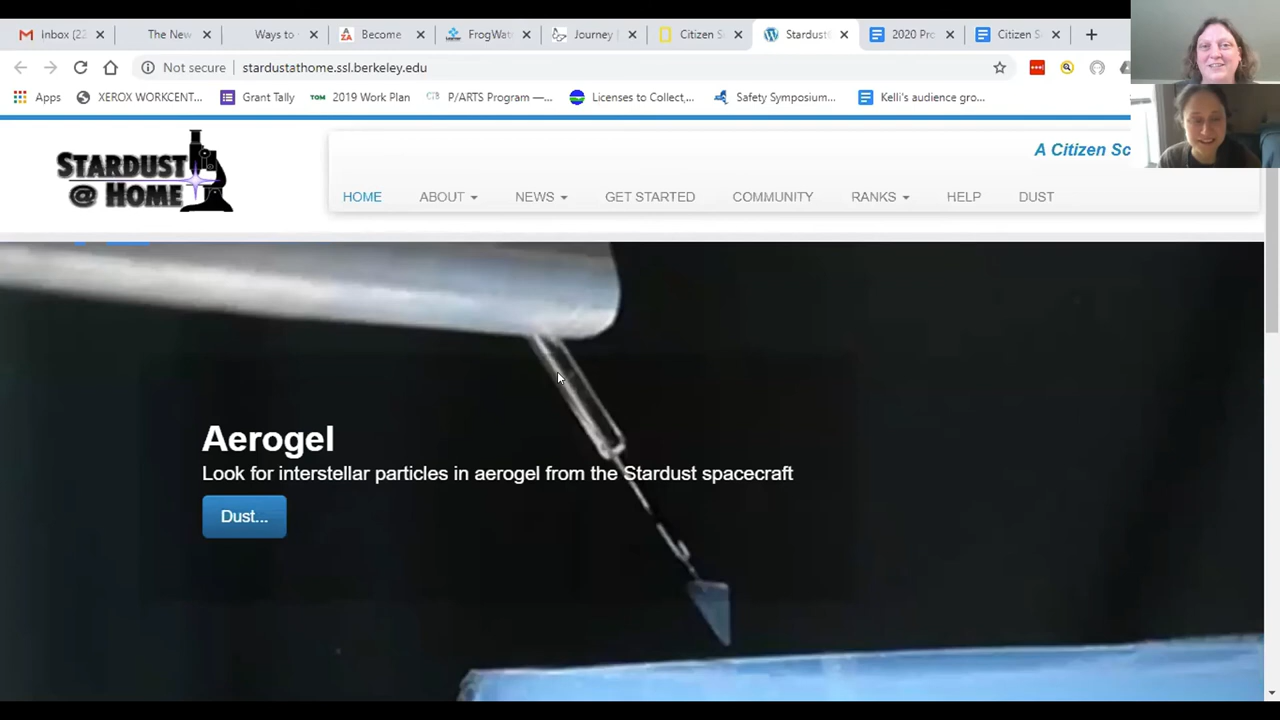 Inbox (22
The New
Ways to
Become
FrogWat
Journey |
Citizen S
Stardust
2020 Pro
Citizen S
Not secure
stardustathome.ssl.berkeley.edu
Apps
XEROX WORKCENT...
Grant Tally
TOM
2019 Work Plan
P/ARTS Program —...
Licenses to Collect,...
Safety Symposium...
Kelli's audience gro...
STARDUST
@ HOME
A Citizen Sc
HOME
ABOUT
NEWS
GET STARTED
COMMUNITY
RANKS
HELP
DUST
Aerogel
Look for interstellar particles in aerogel from the Stardust spacecraft
Dust...